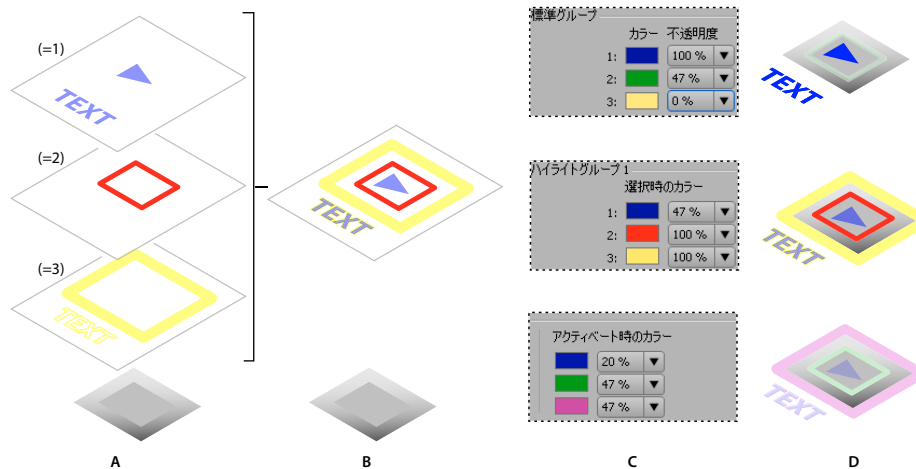 (=1)
TEXT
(=2)
(=3)
TEXT
TEXT
標準グループ
カラー 不透明度
1: 100 %
2: 47 %
3: 0 %
TEXT
ハイライトグループ 1
選択時のカラー
1: 47 %
2: 100 %
3: 100 %
TEXT
アクティベート時のカラー
20 %
47 %
47 %
TEXT
A B C D